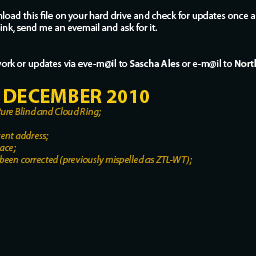 nload this file on your hard drive and check for updates once a
ink, send me an evemail and ask for it.
work or updates via eve-m@il to Sascha Ales or e-m@il to North
DECEMBER 2010
Pure Blind and Cloud Ring;
ent address;
ace;
been corrected (previously mispelled as ZTL-WT);